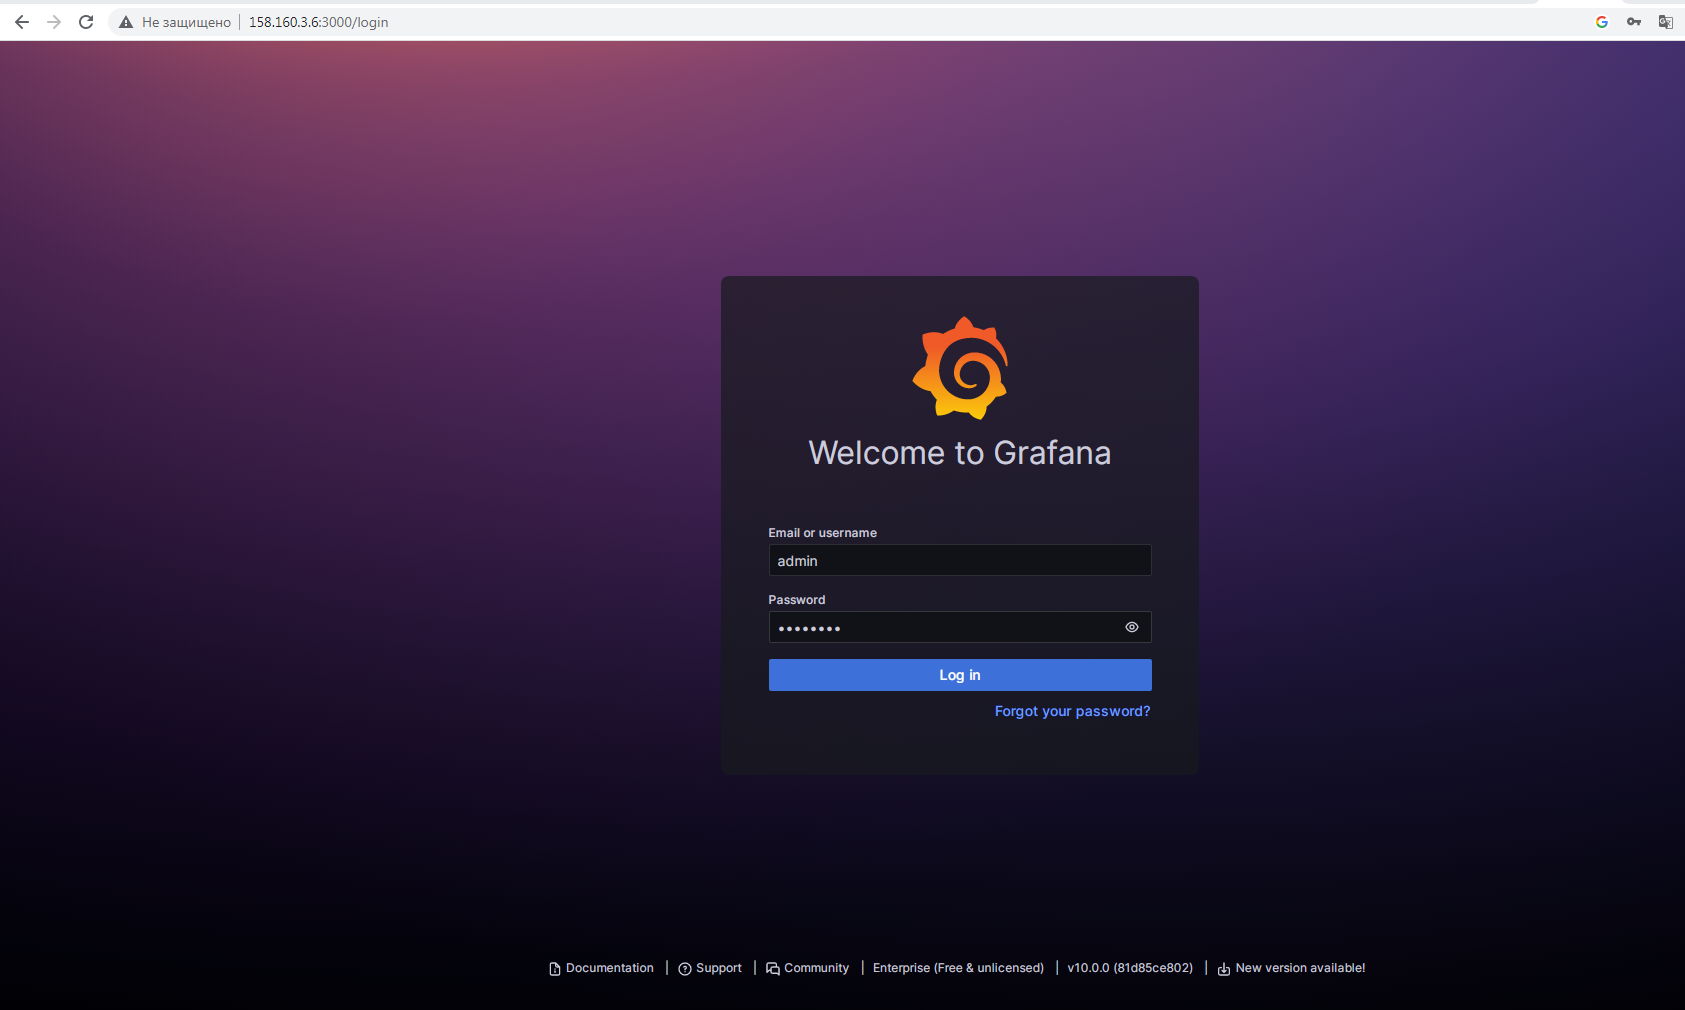 Не защищено 158.160.3.6:3000/login
Welcome to Grafana
Email or username
admin
Password
••••••••
Log in
Forgot your password?
Documentation | Support | Community | Enterprise (Free & unlicensed) | v10.0.0 (81d85ce802) | New version available!